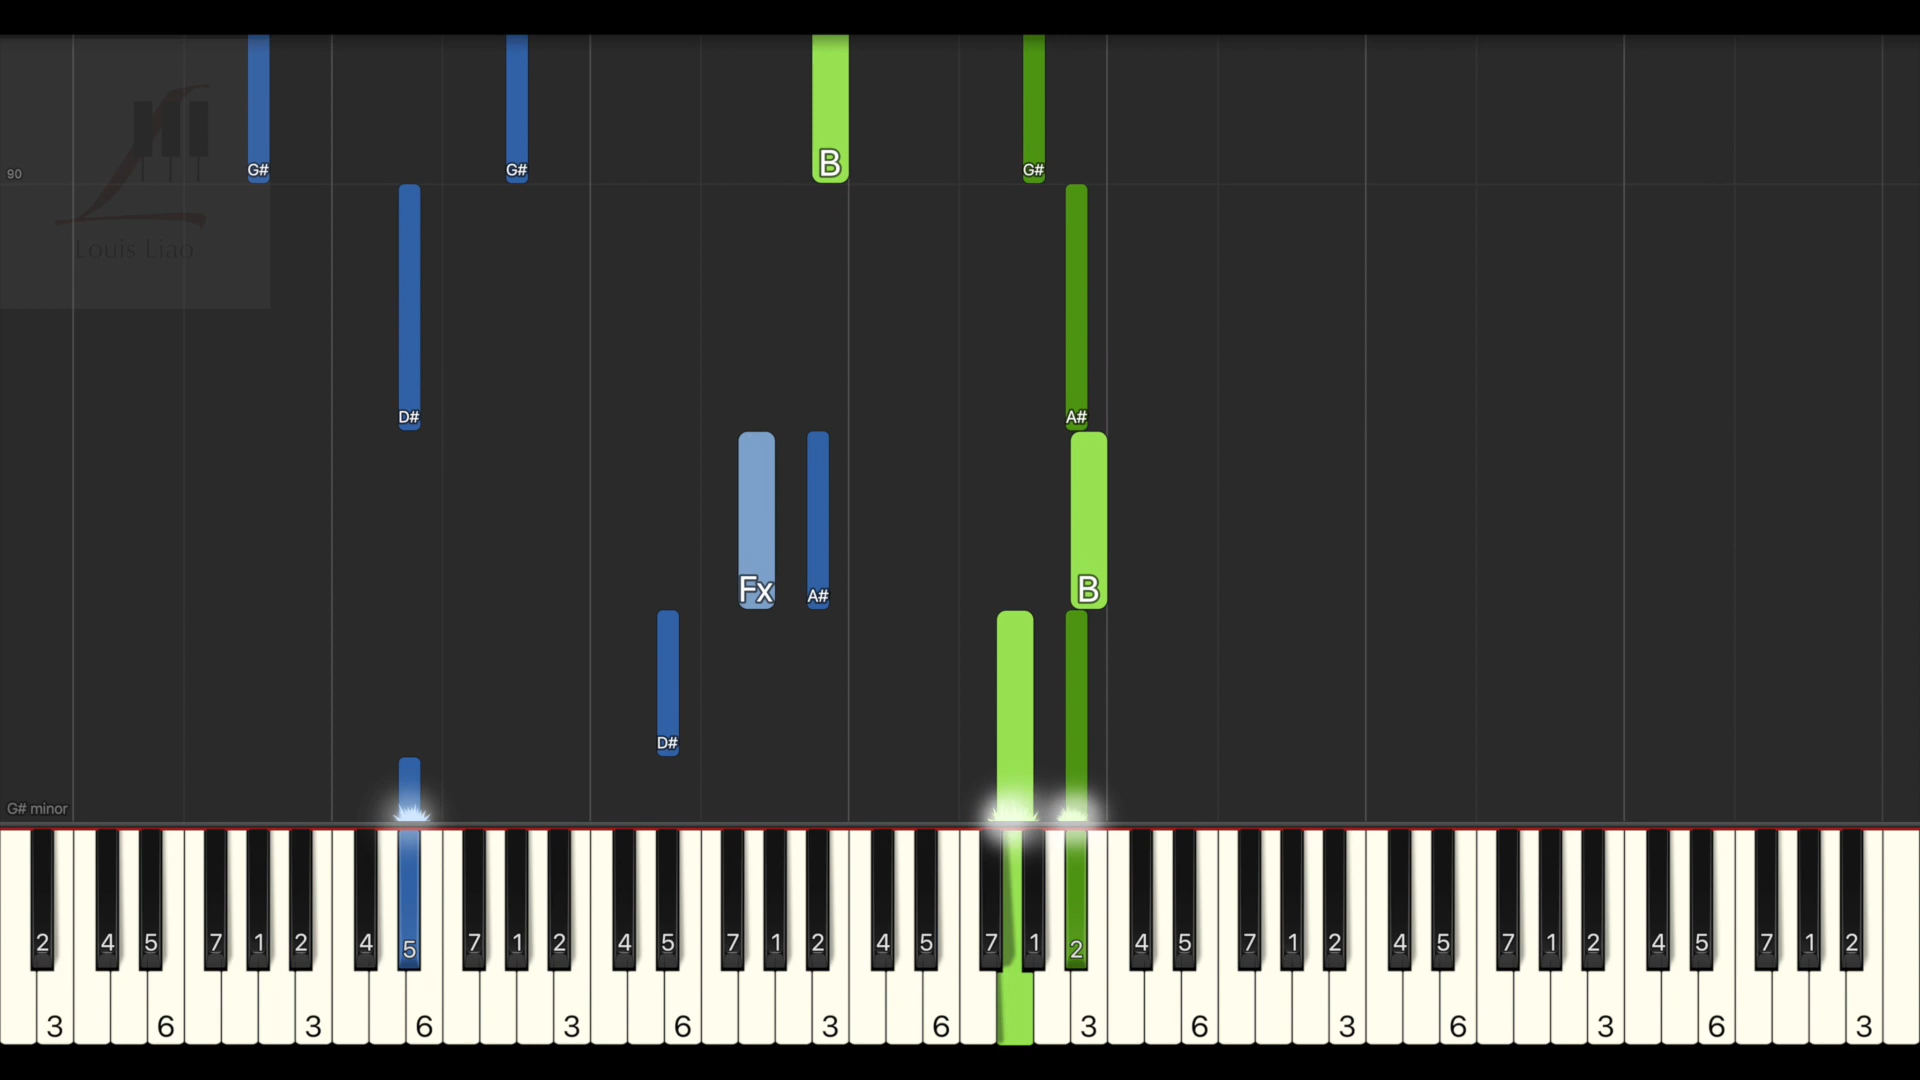 G# G# B G#
90
Louis Liao
D# A#
Fx A# B
D#
G# minor
2 4 5 7 1 2 4 5 7 1 2 4 5 7 1 2 4 5 7 1 2 4 5 7 1 2 4 5 7 1 2 4 5 7 1 2
3 6 3 6 3 6 3 6 3 6 3 6 3 6 3